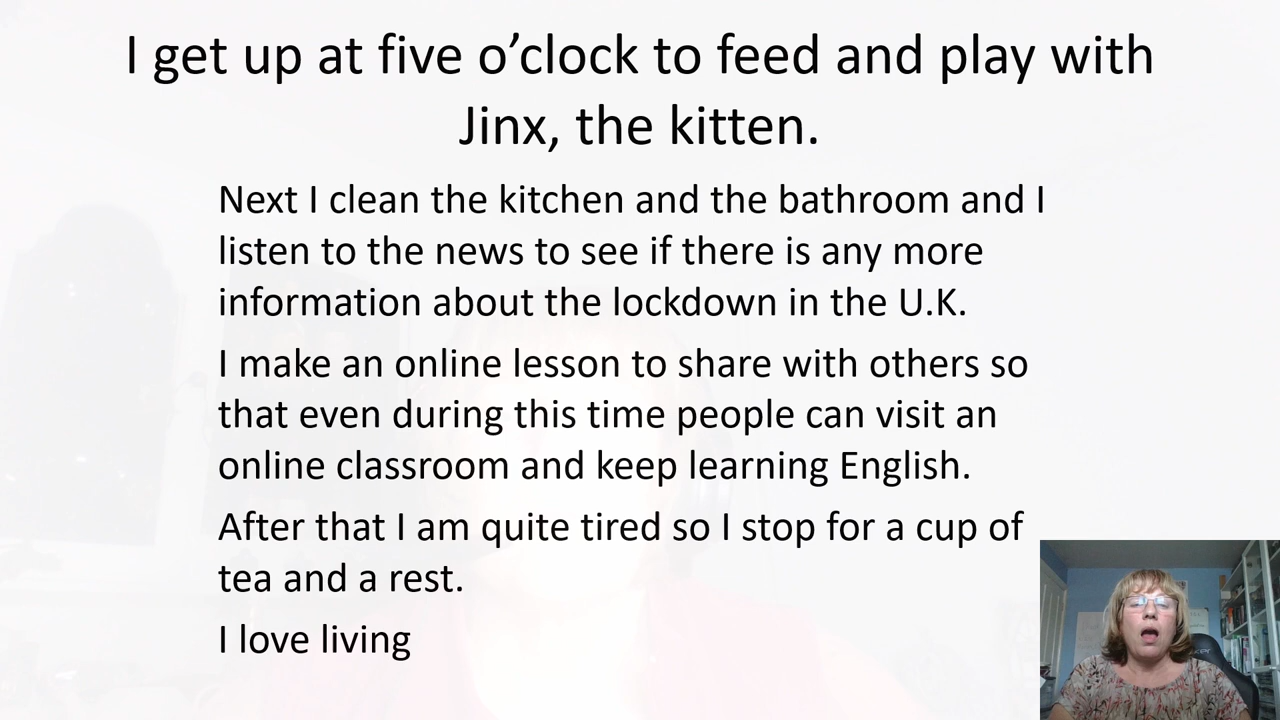 I get up at five o’clock to feed and play with
Jinx, the kitten.
Next I clean the kitchen and the bathroom and I
listen to the news to see if there is any more
information about the lockdown in the U.K.
I make an online lesson to share with others so
that even during this time people can visit an
online classroom and keep learning English.
After that I am quite tired so I stop for a cup of
tea and a rest.
I love living